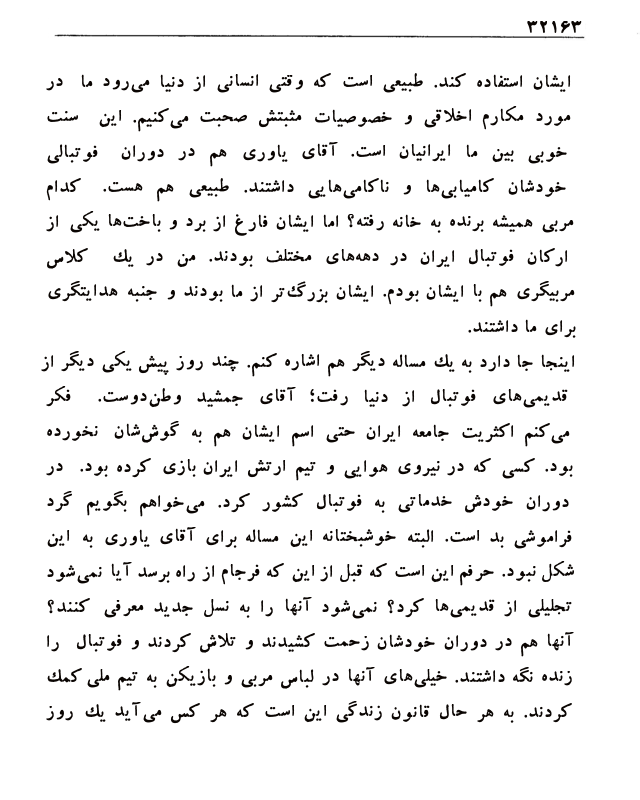 ۳۲۱۶۳
ایشان استفاده کند. طبیعی است که وقتی انسانی از دنیا می‌رود ما در
مورد مکارم اخلاقی و خصوصیات مثبتش صحبت می‌کنیم. این سنت
خوبی بین ما ایرانیان است. آقای یاوری هم در دوران فوتبالی
خودشان کامیابی‌ها و ناکامی‌هایی داشتند. طبیعی هم هست. کدام
مربی همیشه برنده به خانه رفته؟ اما ایشان فارغ از برد و باخت‌ها یکی از
ارکان فوتبال ایران در دهه‌های مختلف بودند. من در یك کلاس
مربیگری هم با ایشان بودم. ایشان بزرگ‌تر از ما بودند و جنبه هدایتگری
برای ما داشتند.
اینجا جا دارد به یك مساله دیگر هم اشاره کنم. چند روز پیش یکی دیگر از
قدیمی‌های فوتبال از دنیا رفت؛ آقای جمشید وطن‌دوست. فکر
می‌کنم اکثریت جامعه ایران حتی اسم ایشان هم به گوش‌شان نخورده
بود. کسی که در نیروی هوایی و تیم ارتش ایران بازی کرده بود. در
دوران خودش خدماتی به فوتبال کشور کرد. می‌خواهم بگویم گرد
فراموشی بد است. البته خوشبختانه این مساله برای آقای یاوری به این
شکل نبود. حرفم این است که قبل از این که فرجام از راه برسد آیا نمی‌شود
تجلیلی از قدیمی‌ها کرد؟ نمی‌شود آنها را به نسل جدید معرفی کنند؟
آنها هم در دوران خودشان زحمت کشیدند و تلاش کردند و فوتبال را
زنده نگه داشتند. خیلی‌های آنها در لباس مربی و بازیکن به تیم ملی کمك
کردند. به هر حال قانون زندگی این است که هر کس می‌آید یك روز